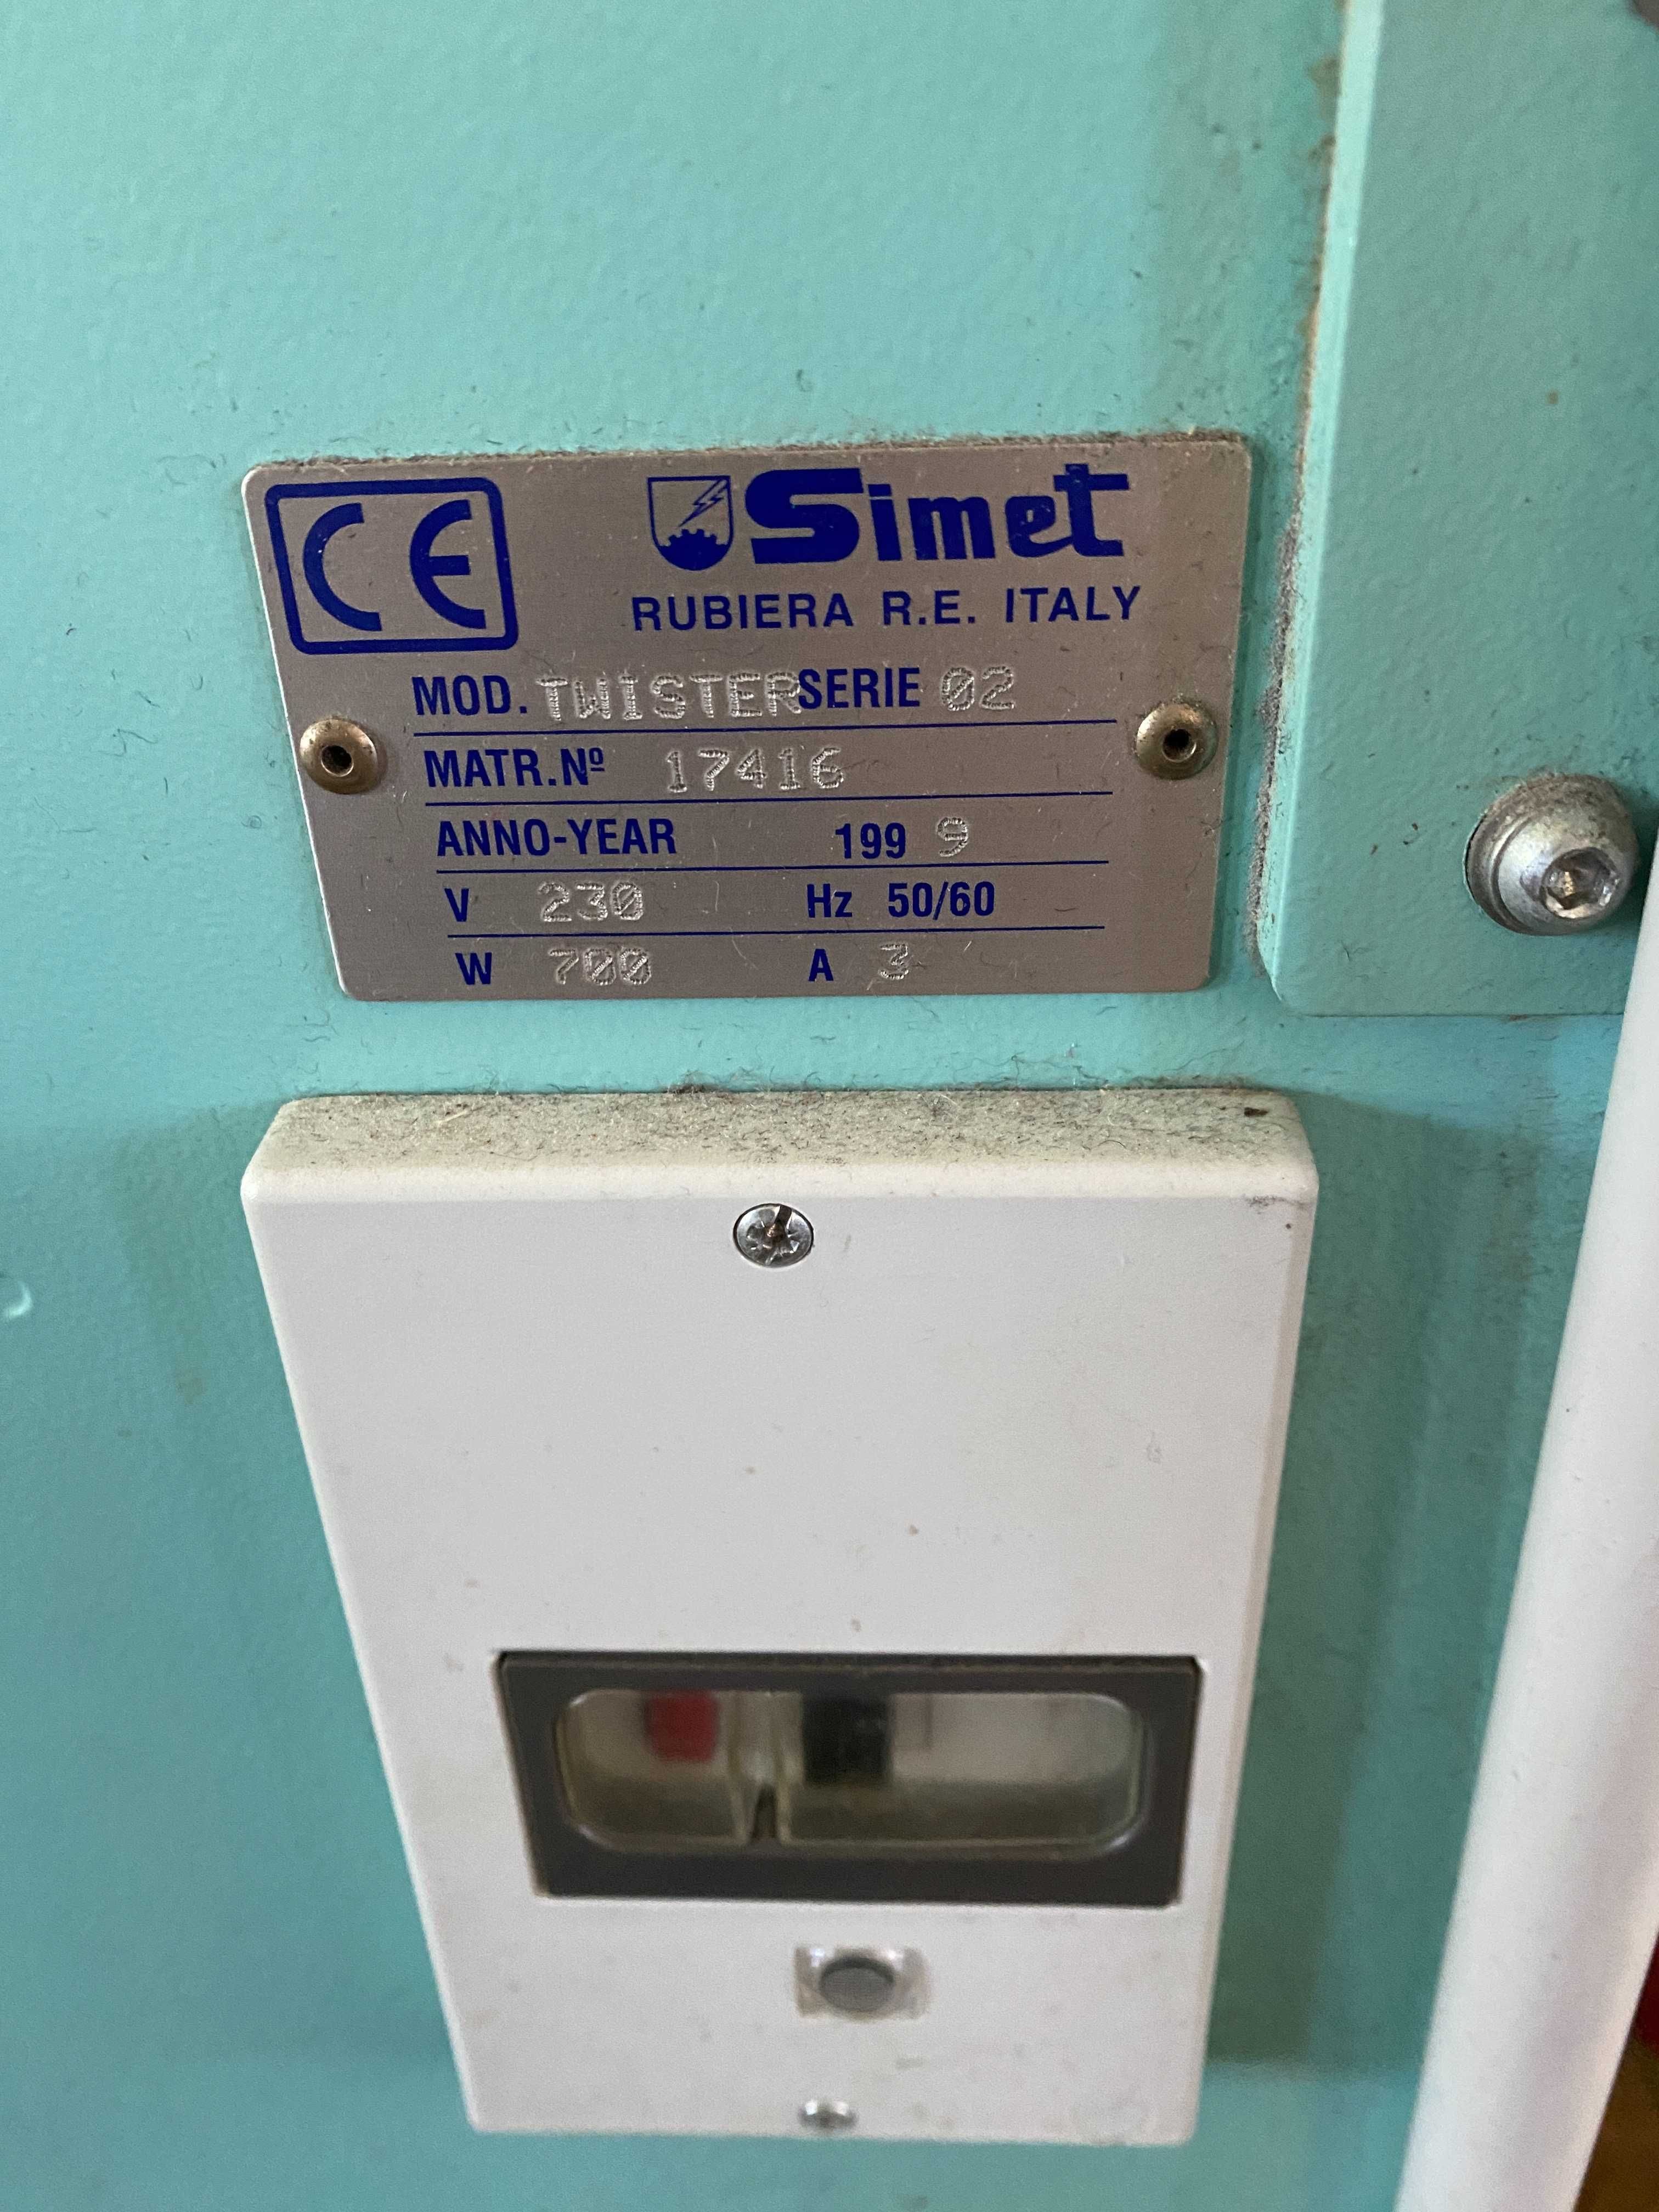 CE Simet
RUBIERA R.E. ITALY
MOD. TWISTER SERIE 02
MATR.Nº 17416
ANNO-YEAR 199 9
V 230 Hz 50/60
W 700 A 3